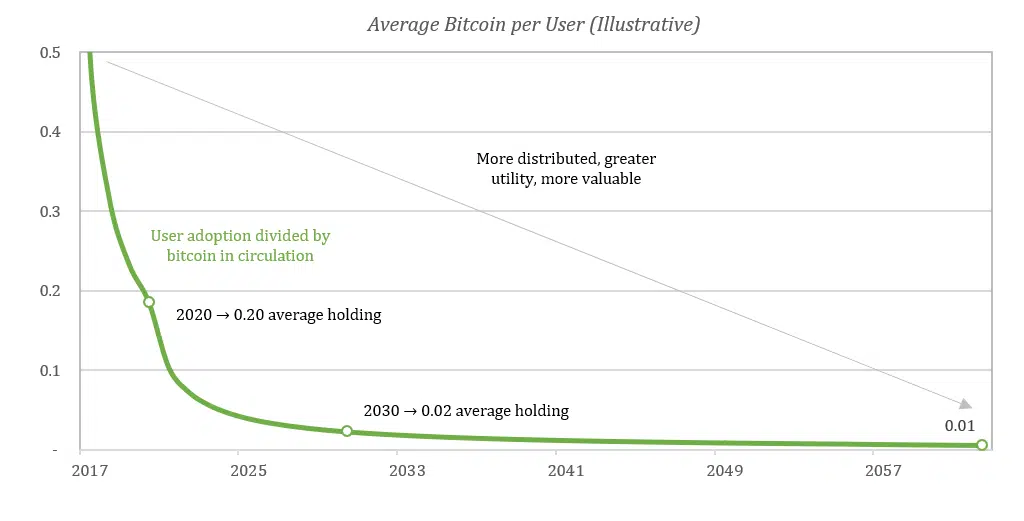 Average Bitcoin per User (Illustrative)
0.5
0.4
0.3
0.2
0.1
-
More distributed, greater
utility, more valuable
User adoption divided by
bitcoin in circulation
2020 → 0.20 average holding
2030 → 0.02 average holding
0.01
2017 2025 2033 2041 2049 2057